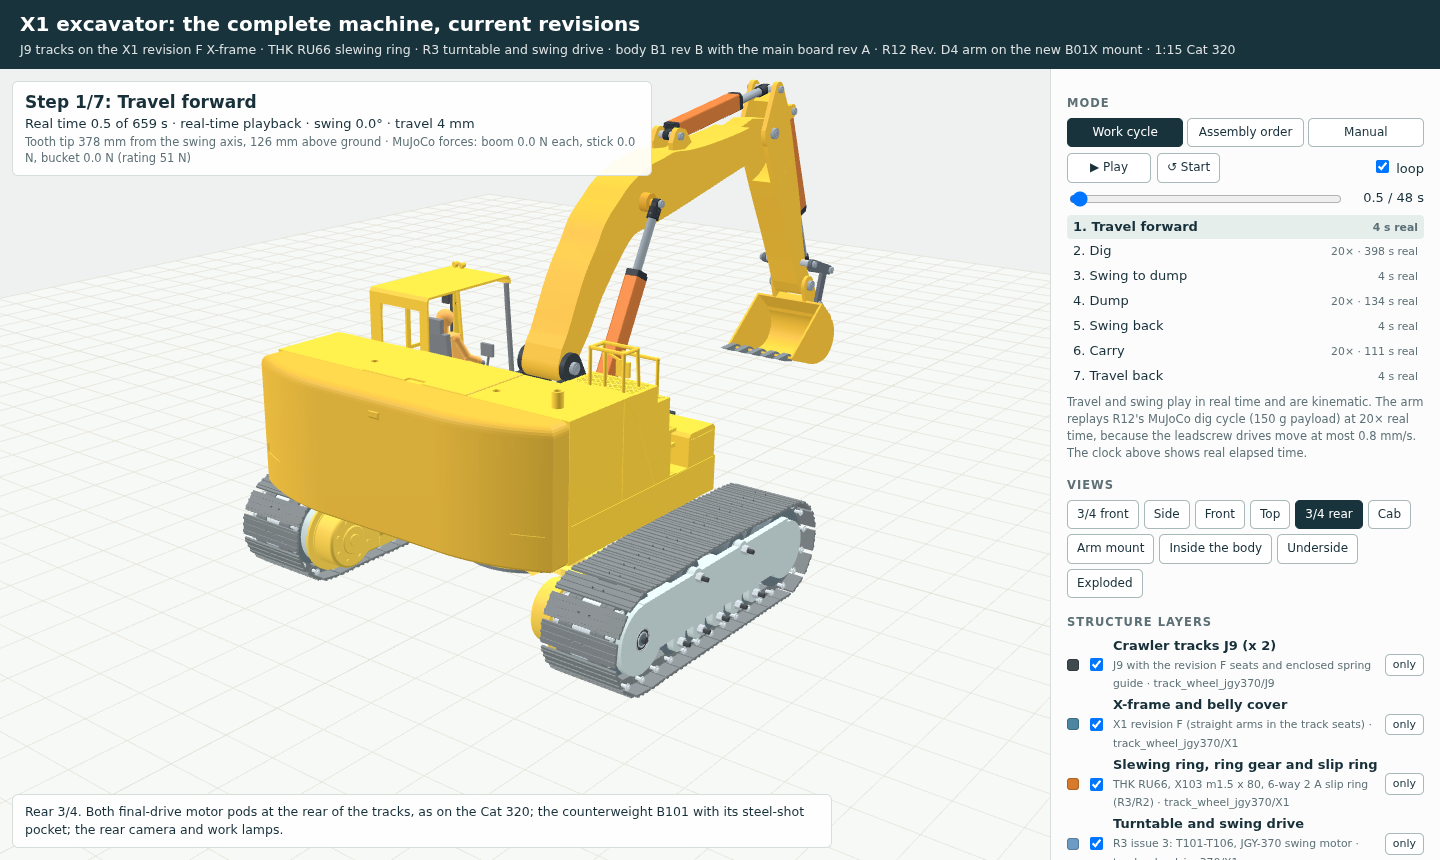 X1 excavator: the complete machine, current revisions
J9 tracks on the X1 revision F X-frame · THK RU66 slewing ring · R3 turntable and swing drive · body B1 rev B with the main board rev A · R12 Rev. D4 arm on the new B01X mount · 1:15 Cat 320
Step 1/7: Travel forward
Real time 0.5 of 659 s · real-time playback · swing 0.0° · travel 4 mm
Tooth tip 378 mm from the swing axis, 126 mm above ground · MuJoCo forces: boom 0.0 N each, stick 0.0
N, bucket 0.0 N (rating 51 N)
Rear 3/4. Both final-drive motor pods at the rear of the tracks, as on the Cat 320; the counterweight B101 with its steel-shot
pocket; the rear camera and work lamps.
MODE
Work cycle Assembly order Manual
▶ Play ↺ Start loop
0.5 / 48 s
1. Travel forward 4 s real
2. Dig 20× · 398 s real
3. Swing to dump 4 s real
4. Dump 20× · 134 s real
5. Swing back 4 s real
6. Carry 20× · 111 s real
7. Travel back 4 s real
Travel and swing play in real time and are kinematic. The arm
replays R12's MuJoCo dig cycle (150 g payload) at 20× real
time, because the leadscrew drives move at most 0.8 mm/s.
The clock above shows real elapsed time.
VIEWS
3/4 front Side Front Top 3/4 rear Cab
Arm mount Inside the body Underside
Exploded
STRUCTURE LAYERS
Crawler tracks J9 (x 2)
J9 with the revision F seats and enclosed spring
guide · track_wheel_jgy370/J9
only
X-frame and belly cover
X1 revision F (straight arms in the track seats) ·
track_wheel_jgy370/X1
only
Slewing ring, ring gear and slip ring
THK RU66, X103 m1.5 x 80, 6-way 2 A slip ring
(R3/R2) · track_wheel_jgy370/X1
only
Turntable and swing drive
R3 issue 3: T101-T106, JGY-370 swing motor ·
only